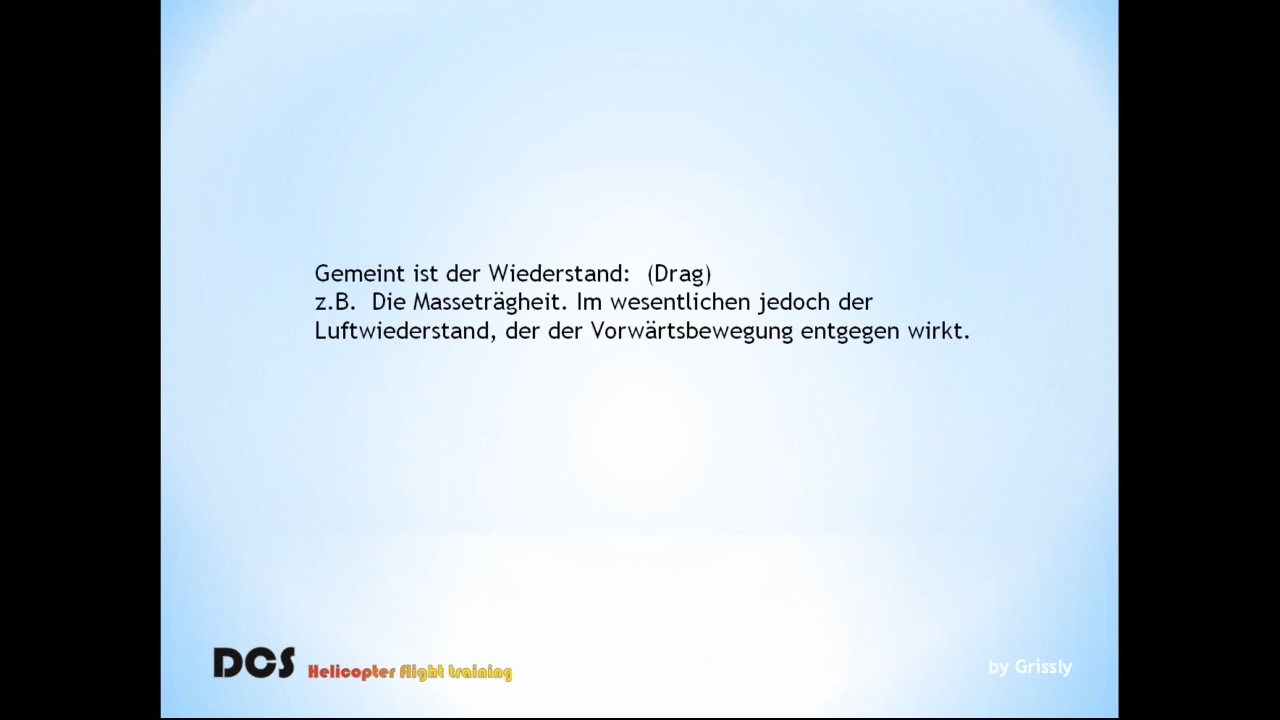 Gemeint ist der Wiederstand: (Drag)
z.B. Die Masseträgheit. Im wesentlichen jedoch der
Luftwiederstand, der der Vorwärtsbewegung entgegen wirkt.
DCS Helicopter flight training
by Grissly